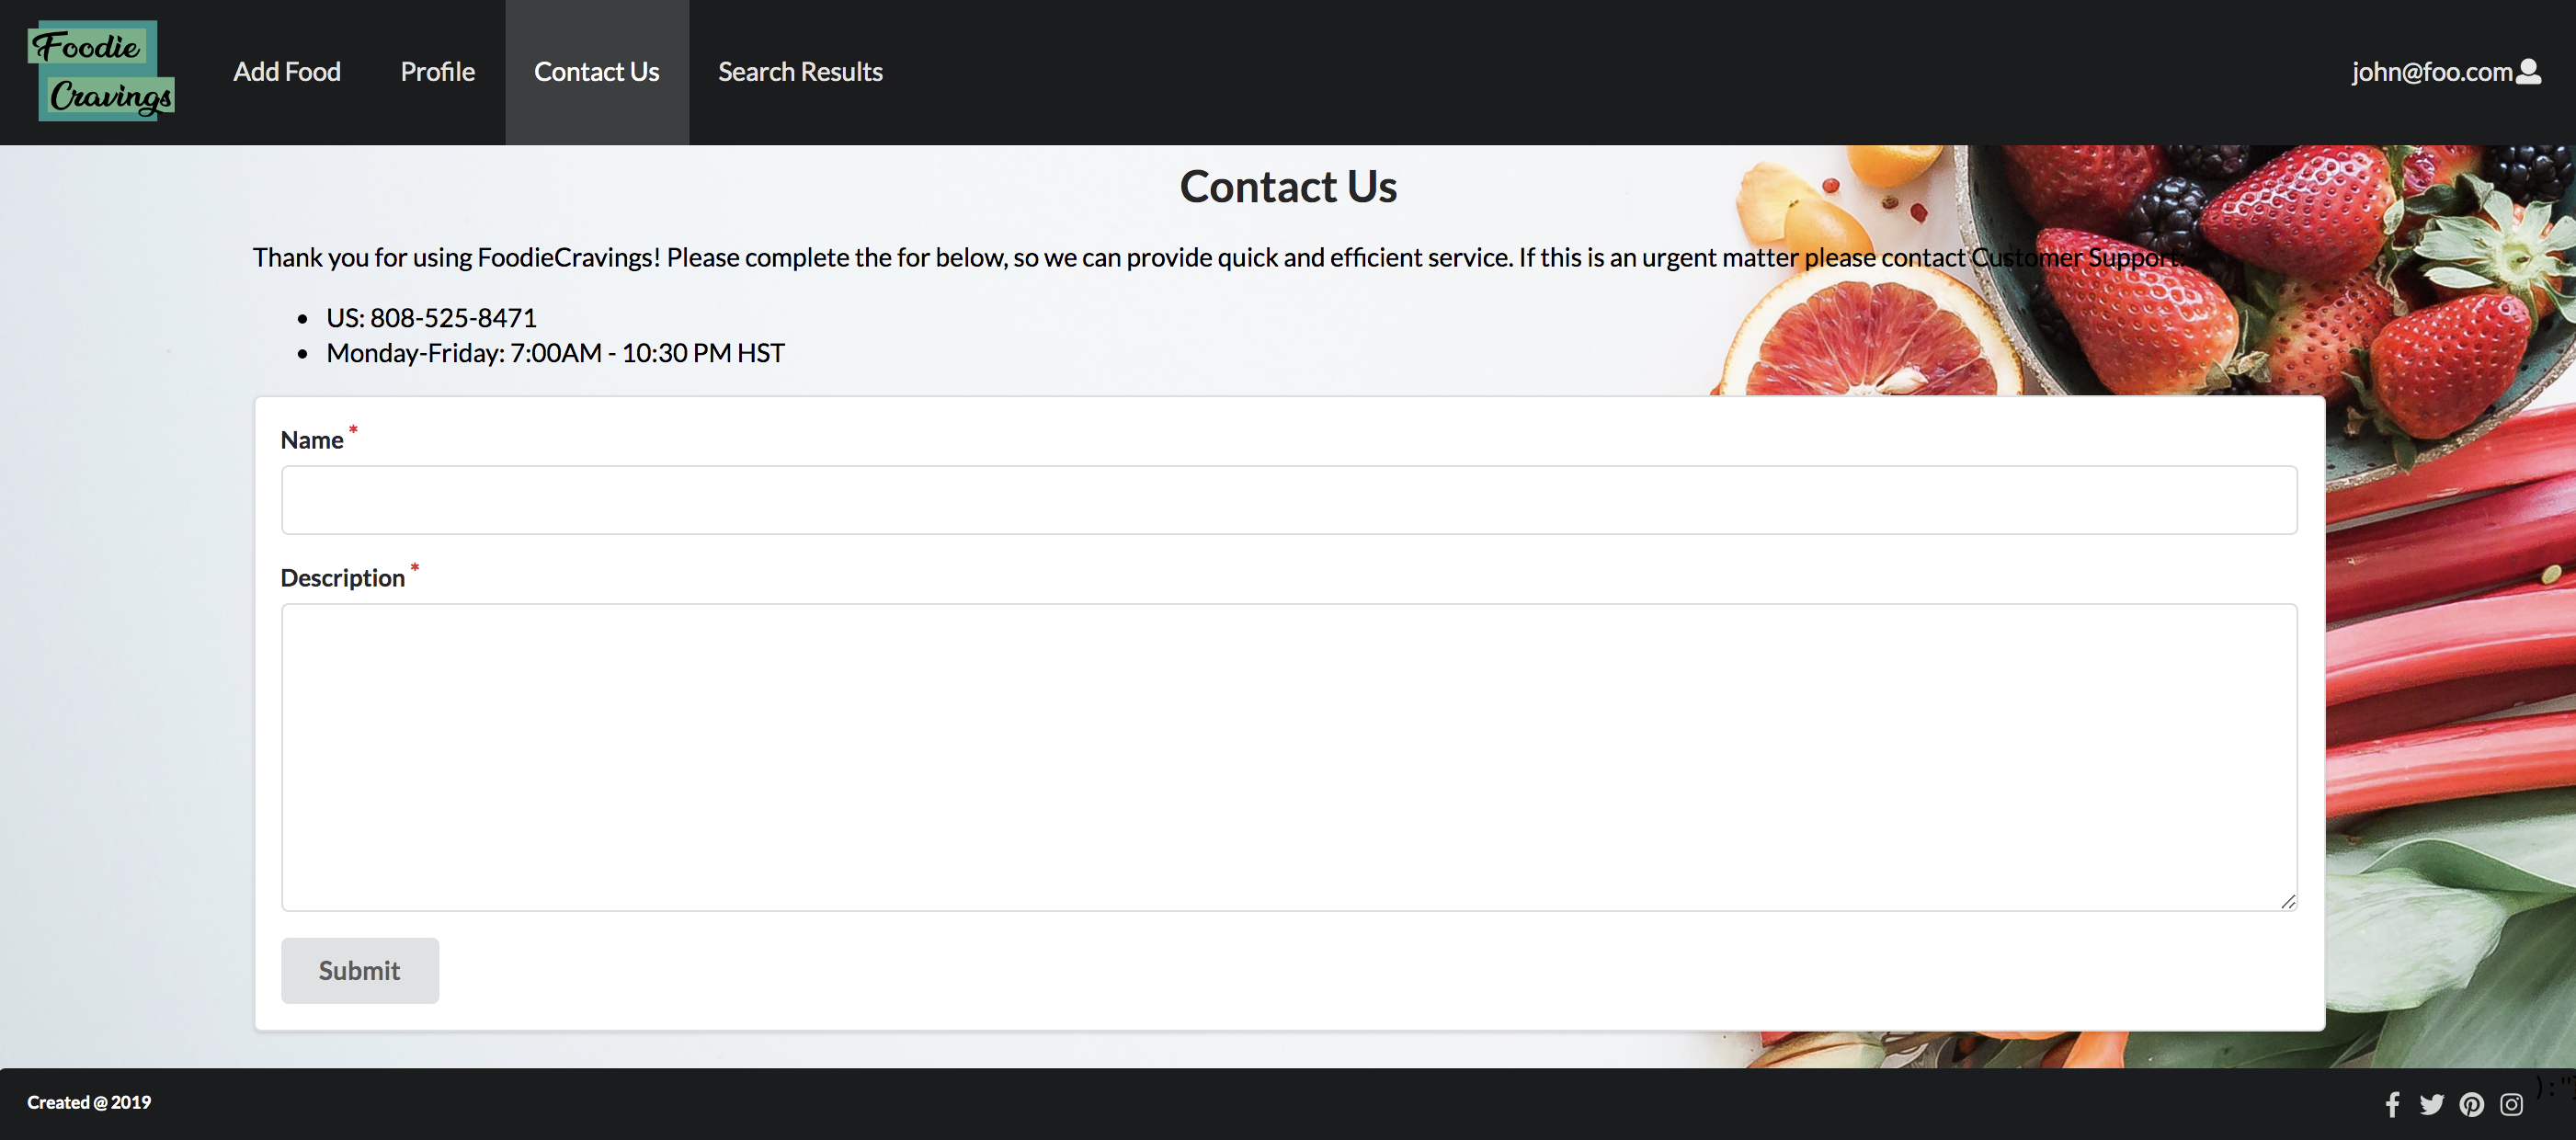 Foodie
Cravings
Add Food
Profile
Contact Us
Search Results
john@foo.com
Contact Us
Thank you for using FoodieCravings! Please complete the for below, so we can provide quick and efficient service. If this is an urgent matter please contact Customer Support:
US: 808-525-8471
Monday-Friday: 7:00AM - 10:30 PM HST
Name *
Description *
Submit
Created @ 2019